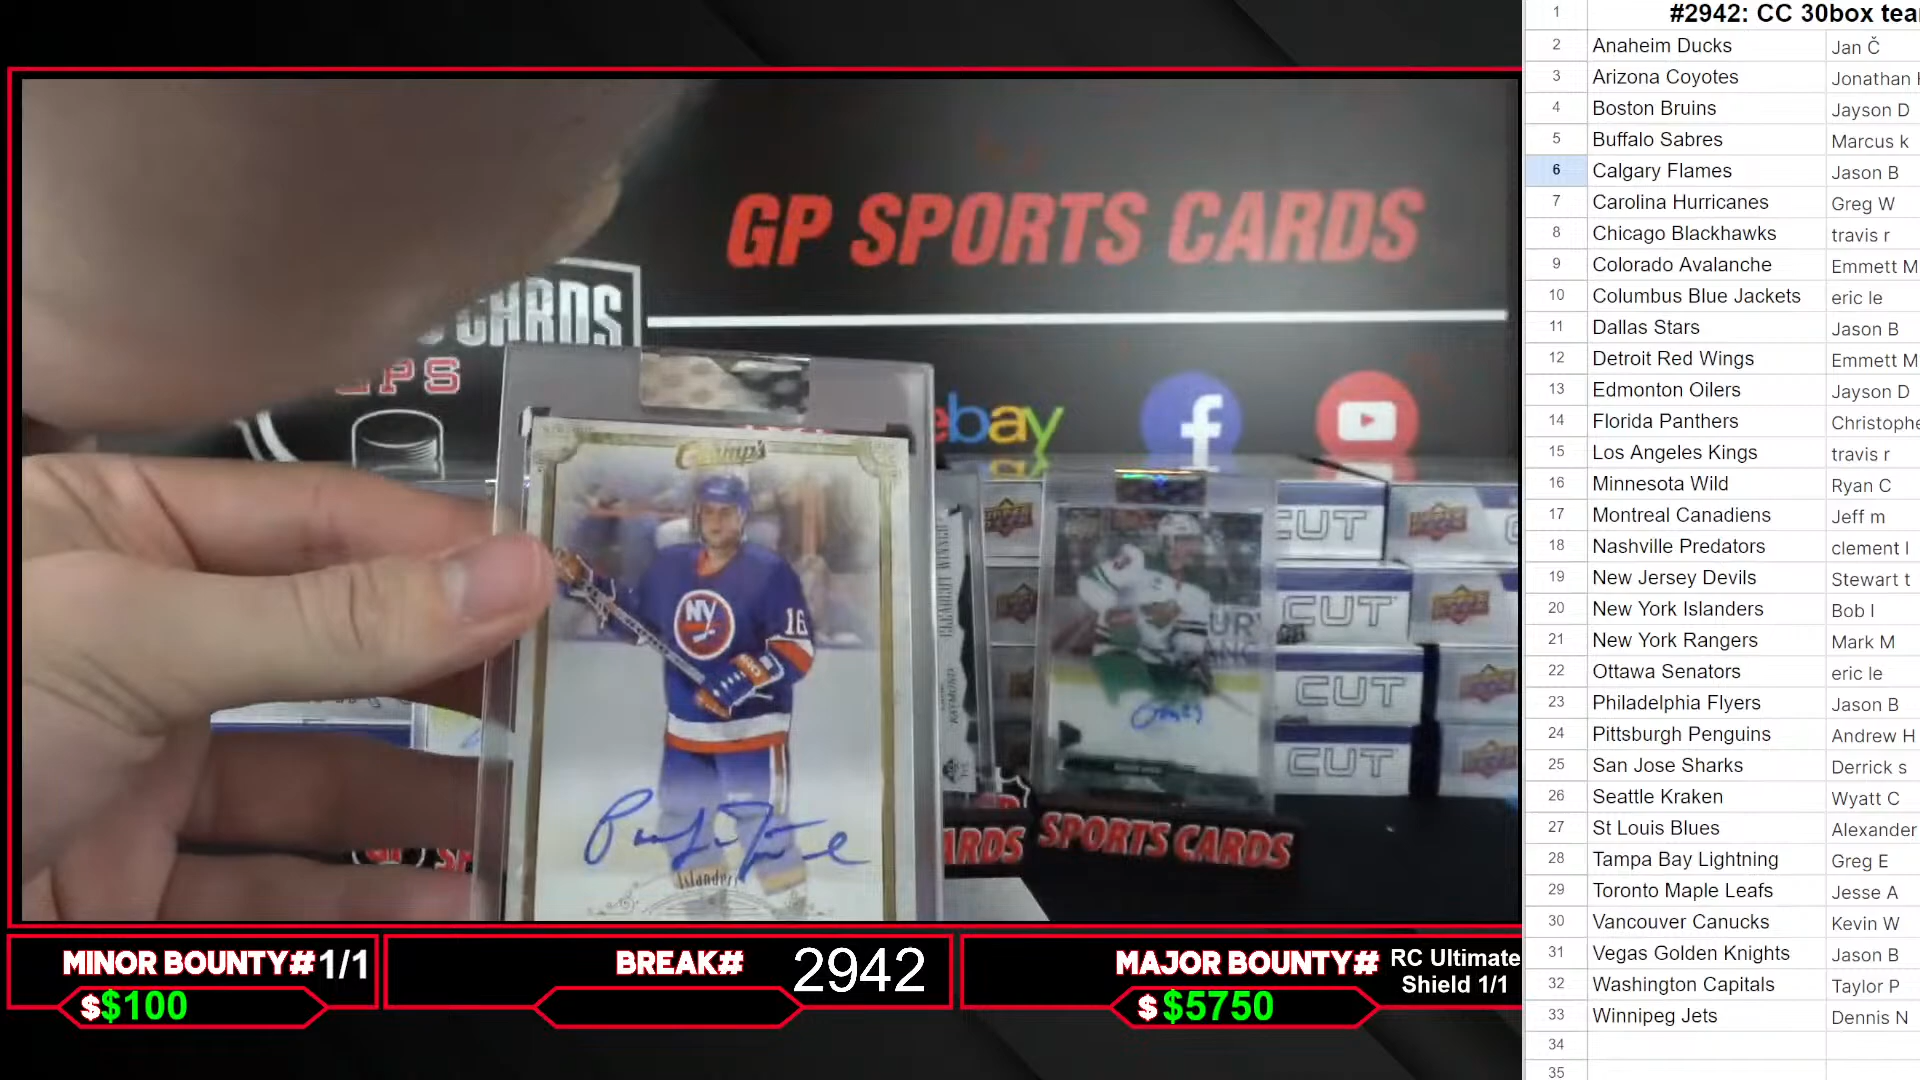 GP SPORTS CARDS
CARDS
ebay
f
Champ's
NY
16
Islanders
CUT
CUT
CUT
CUT
ARDS
SPORTS CARDS
MINOR BOUNTY# 1/1
$$100
BREAK# 2942
MAJOR BOUNTY# RC Ultimate
Shield 1/1
$ $5750
1 #2942: CC 30box tea
2 Anaheim Ducks Jan Č
3 Arizona Coyotes Jonathan
4 Boston Bruins Jayson D
5 Buffalo Sabres Marcus k
6 Calgary Flames Jason B
7 Carolina Hurricanes Greg W
8 Chicago Blackhawks travis r
9 Colorado Avalanche Emmett M
10 Columbus Blue Jackets eric le
11 Dallas Stars Jason B
12 Detroit Red Wings Emmett M
13 Edmonton Oilers Jayson D
14 Florida Panthers Christophe
15 Los Angeles Kings travis r
16 Minnesota Wild Ryan C
17 Montreal Canadiens Jeff m
18 Nashville Predators clement l
19 New Jersey Devils Stewart t
20 New York Islanders Bob l
21 New York Rangers Mark M
22 Ottawa Senators eric le
23 Philadelphia Flyers Jason B
24 Pittsburgh Penguins Andrew H
25 San Jose Sharks Derrick s
26 Seattle Kraken Wyatt C
27 St Louis Blues Alexander
28 Tampa Bay Lightning Greg E
29 Toronto Maple Leafs Jesse A
30 Vancouver Canucks Kevin W
31 Vegas Golden Knights Jason B
32 Washington Capitals Taylor P
33 Winnipeg Jets Dennis N
34
35